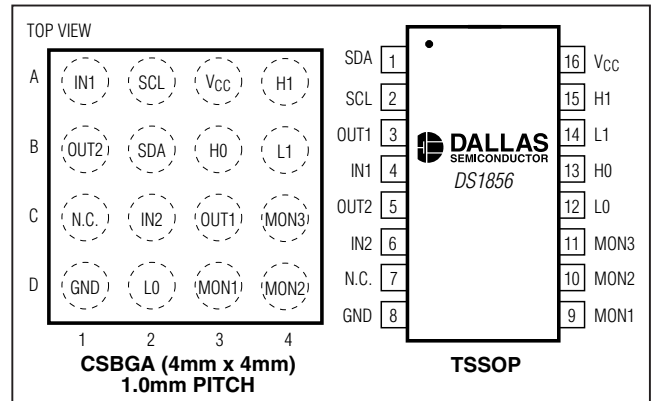 TOP VIEW
A IN1 SCL VCC H1
B OUT2 SDA H0 L1
C N.C. IN2 OUT1 MON3
D GND L0 MON1 MON2
1 2 3 4
CSBGA (4mm x 4mm)
1.0mm PITCH
SDA 1 16 VCC
SCL 2 15 H1
OUT1 3 14 L1
IN1 4 13 H0
OUT2 5 12 L0
IN2 6 11 MON3
N.C. 7 10 MON2
GND 8 9 MON1
DALLAS
SEMICONDUCTOR
DS1856
TSSOP